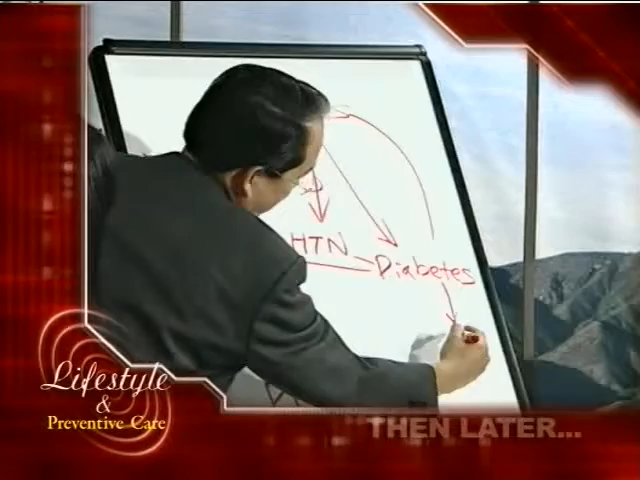 HTN
Diabetes
Lifestyle
&
Preventive Care
THEN LATER...